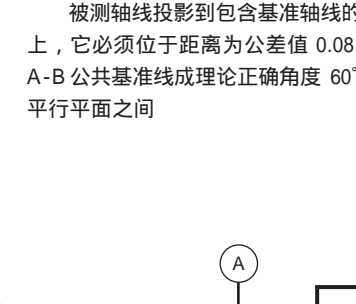 被测轴线投影到包含基准轴线的
上，它必须位于距离为公差值 0.08
A-B 公共基准线成理论正确角度 60°
平行平面之间
A